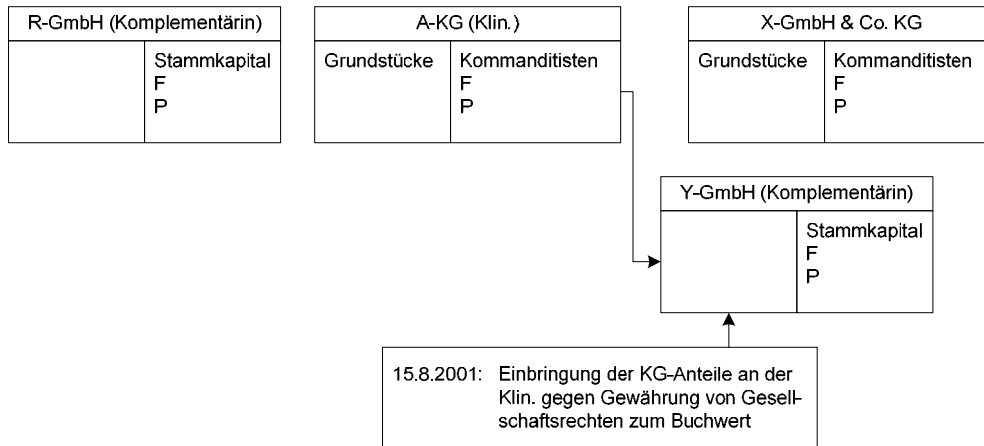 R-GmbH (Komplementärin)
Stammkapital
F
P
A-KG (Klin.)
Grundstücke
Kommanditisten
F
P
X-GmbH & Co. KG
Grundstücke
Kommanditisten
F
P
Y-GmbH (Komplementärin)
Stammkapital
F
P
15.8.2001: Einbringung der KG-Anteile an der
Klin. gegen Gewährung von Gesell-
schaftsrechten zum Buchwert